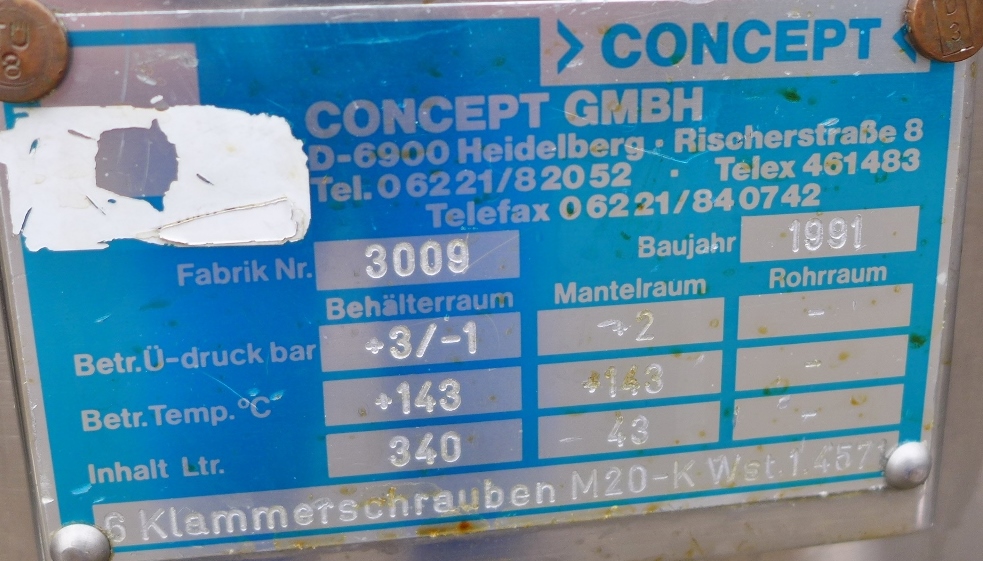 > CONCEPT <
CONCEPT GMBH
D-6900 Heidelberg · Rischerstraße 8
Tel. 06221/82052 · Telex 461483
Telefax 06221/840742
Fabrik Nr. 3009 Baujahr 1991
Behälterraum Mantelraum Rohrraum
Betr.Ü-druck bar +3/-1 +2 -
Betr.Temp.°C +143 +143 -
Inhalt Ltr. 340 43 -
6 Klammerschrauben M20-K Wst.1.4571